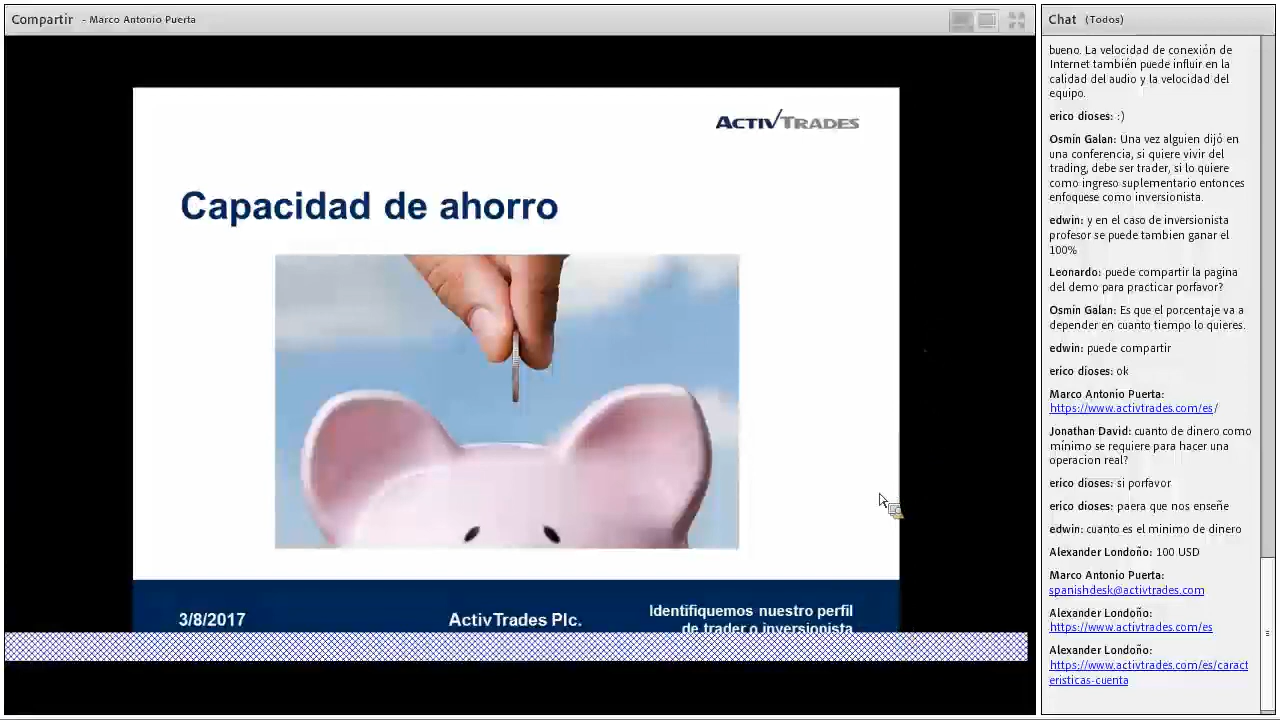 Compartir - Marco Antonio Puerta
ACTIVTRADES
Capacidad de ahorro
3/8/2017
ActivTrades Plc.
Identifiquemos nuestro perfil
de trader o inversionista
Chat (Todos)
bueno. La velocidad de conexión de
Internet también puede influir en la
calidad del audio y la velocidad del
equipo.
erico dioses: :)
Osmín Galan: Una vez alguien dijó en
una conferencia, si quiere vivir del
trading, debe ser trader, si lo quiere
como ingreso suplementario entonces
enfoquese como inversionista.
edwin: y en el caso de inversionista
profesor se puede tambien ganar el
100%
Leonardo: puede compartir la pagina
del demo para practicar porfavor?
Osmín Galan: Es que el porcentaje va a
depender en cuanto tiempo lo quieres.
edwin: puede compartir
erico dioses: ok
Marco Antonio Puerta:
https://www.activtrades.com/es/
Jonathan David: cuanto de dinero como
mínimo se requiere para hacer una
operacion real?
erico dioses: si porfavor
erico dioses: paera que nos enseñe
edwin: cuanto es el minimo de dinero
Alexander Londoño: 100 USD
Marco Antonio Puerta:
spanishdesk@activtrades.com
Alexander Londoño:
https://www.activtrades.com/es
Alexander Londoño:
https://www.activtrades.com/es/caract
eristicas-cuenta